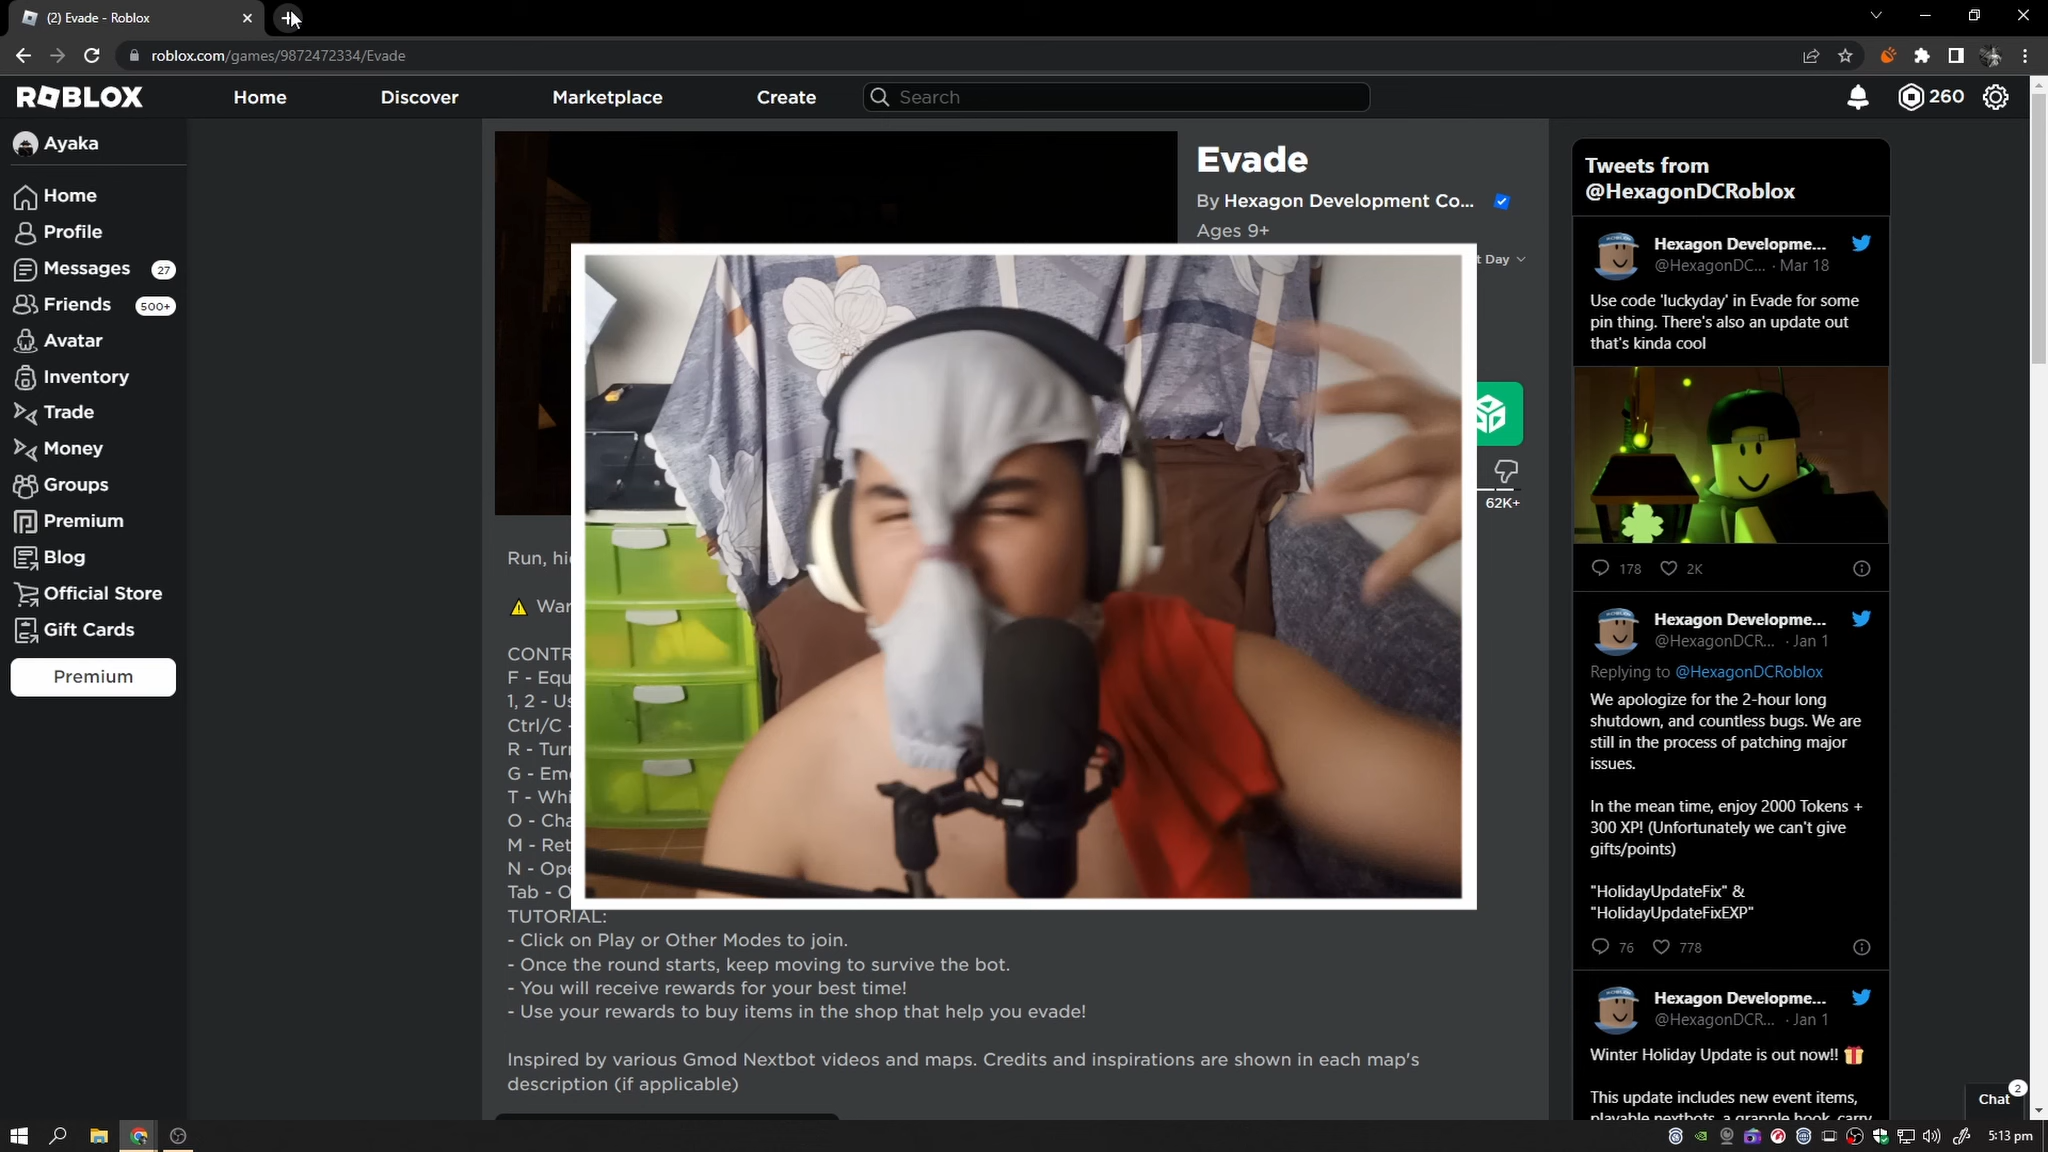 (2) Evade - Roblox
roblox.com/games/9872472334/Evade
ROBLOX
Home
Discover
Marketplace
Create
Search
260
Ayaka
Home
Profile
Messages 27
Friends 500+
Avatar
Inventory
Trade
Money
Groups
Premium
Blog
Official Store
Gift Cards
Premium
Evade
By Hexagon Development Co...
Ages 9+
t Day
62K+
Run, hi
War
CONTR
F - Equ
1, 2 - Us
Ctrl/C -
R - Turn
G - Em
T - Whi
O - Cha
M - Ret
N - Ope
Tab - O
TUTORIAL:
- Click on Play or Other Modes to join.
- Once the round starts, keep moving to survive the bot.
- You will receive rewards for your best time!
- Use your rewards to buy items in the shop that help you evade!
Inspired by various Gmod Nextbot videos and maps. Credits and inspirations are shown in each map's
description (if applicable)
Tweets from
@HexagonDCRoblox
Hexagon Developme...
@HexagonDC... · Mar 18
Use code 'luckyday' in Evade for some
pin thing. There's also an update out
that's kinda cool
178 2K
Hexagon Developme...
@HexagonDCR... · Jan 1
Replying to @HexagonDCRoblox
We apologize for the 2-hour long
shutdown, and countless bugs. We are
still in the process of patching major
issues.
In the mean time, enjoy 2000 Tokens +
300 XP! (Unfortunately we can't give
gifts/points)
"HolidayUpdateFix" &
"HolidayUpdateFixEXP"
76 778
Hexagon Developme...
@HexagonDCR... · Jan 1
Winter Holiday Update is out now!!
This update includes new event items,
playable nextbots, a grapple hook, carry
Chat 2
5:13 pm